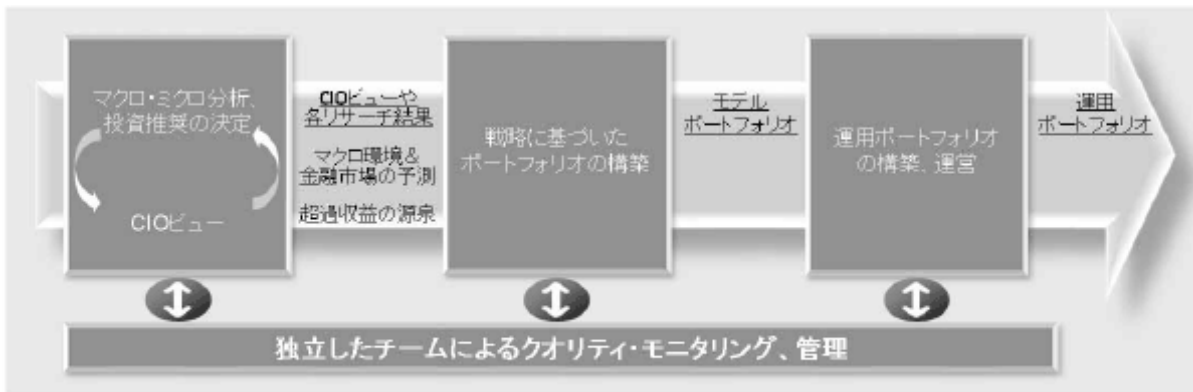 マクロ・ミクロ分析、
投資推奨の決定
CIOビュー
CIOビューや
各リサーチ結果
マクロ環境&
金融市場の予測
超過収益の源泉
戦略に基づいた
ポートフォリオの構築
モデル
ポートフォリオ
運用ポートフォリオ
の構築、運営
運用
ポートフォリオ
独立したチームによるクオリティ・モニタリング、管理